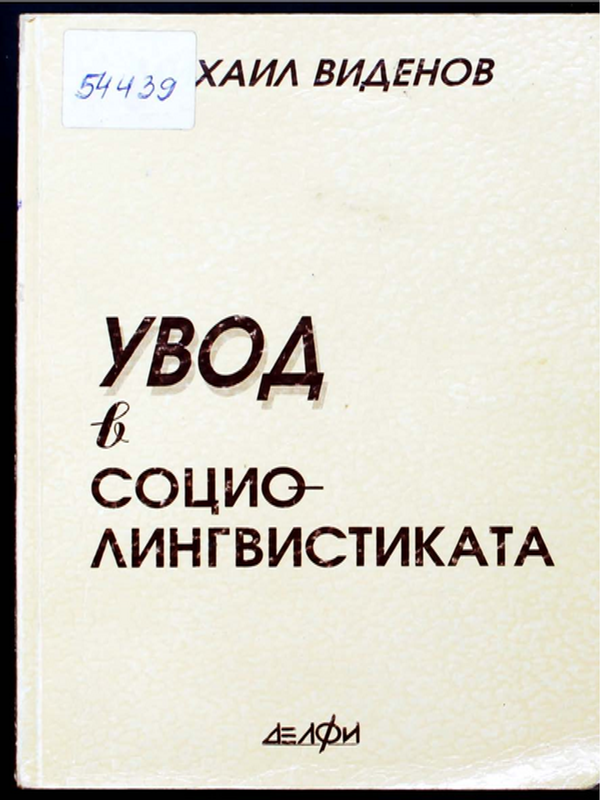 54439
ХАИЛ ВИДЕНОВ
УВОД
в
СОЦИО-
ЛИНГВИСТИКАТА
ДЕЛФИ